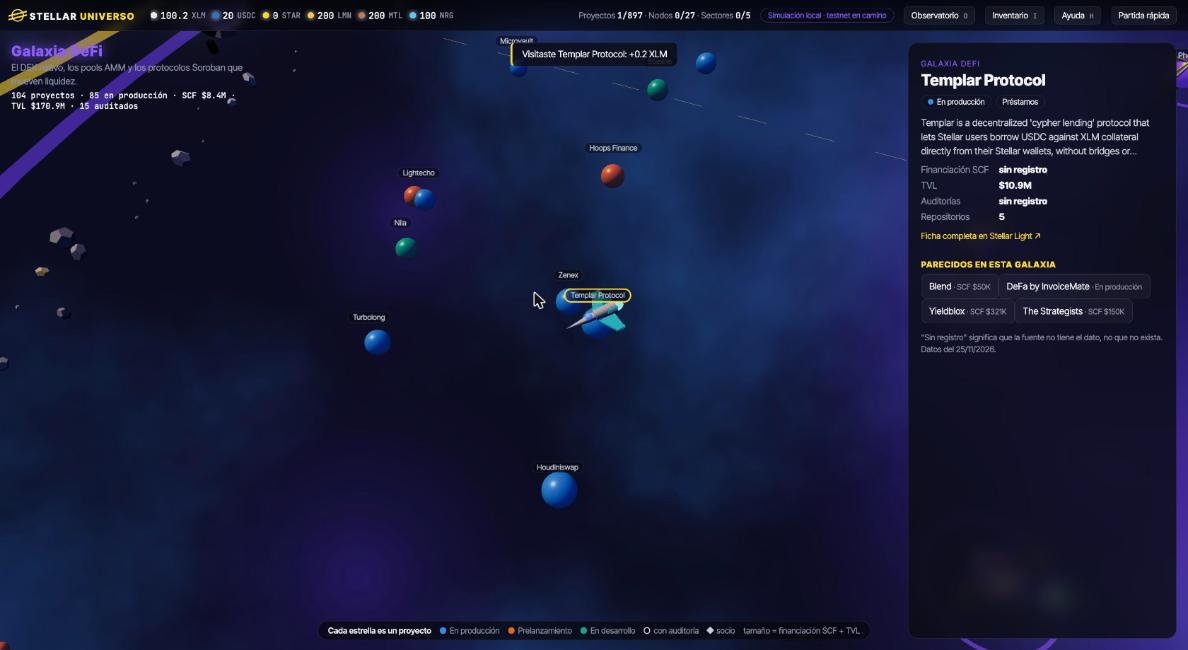 STELLAR UNIVERSO
100.2 XLM 20 USDC 0 STAR 200 LMN 200 MTL 100 NRG
Proyectos 1/897 · Nodos 0/27 · Sectores 0/5
Simulación local · testnet en camino
Observatorio O
Inventario I
Ayuda H
Partida rápida
Galaxia DeFi
El DEX nativo, los pools AMM y los protocolos Soroban que
mueven liquidez.
104 proyectos · 85 en producción · SCF $8.4M ·
TVL $170.9M · 15 auditados
Microvault
Visitaste Templar Protocol: +0.2 XLM
Hoops Finance
Lightecho
Nila
Zenex
Templar Protocol
Turbolong
Houdiniswap
GALAXIA DEFI
Templar Protocol
En producción
Préstamos
Templar is a decentralized 'cypher lending' protocol that
lets Stellar users borrow USDC against XLM collateral
directly from their Stellar wallets, without bridges or…
Financiación SCF sin registro
TVL $10.9M
Auditorías sin registro
Repositorios 5
Ficha completa en Stellar Light ↗
PARECIDOS EN ESTA GALAXIA
Blend · SCF $50K
DeFa by InvoiceMate · En producción
Yieldblox · SCF $321K
The Strategists · SCF $150K
"Sin registro" significa que la fuente no tiene el dato, no que no exista.
Datos del 25/11/2026.
Cada estrella es un proyecto En producción Prelanzamiento En desarrollo con auditoría socio tamaño = financiación SCF + TVL